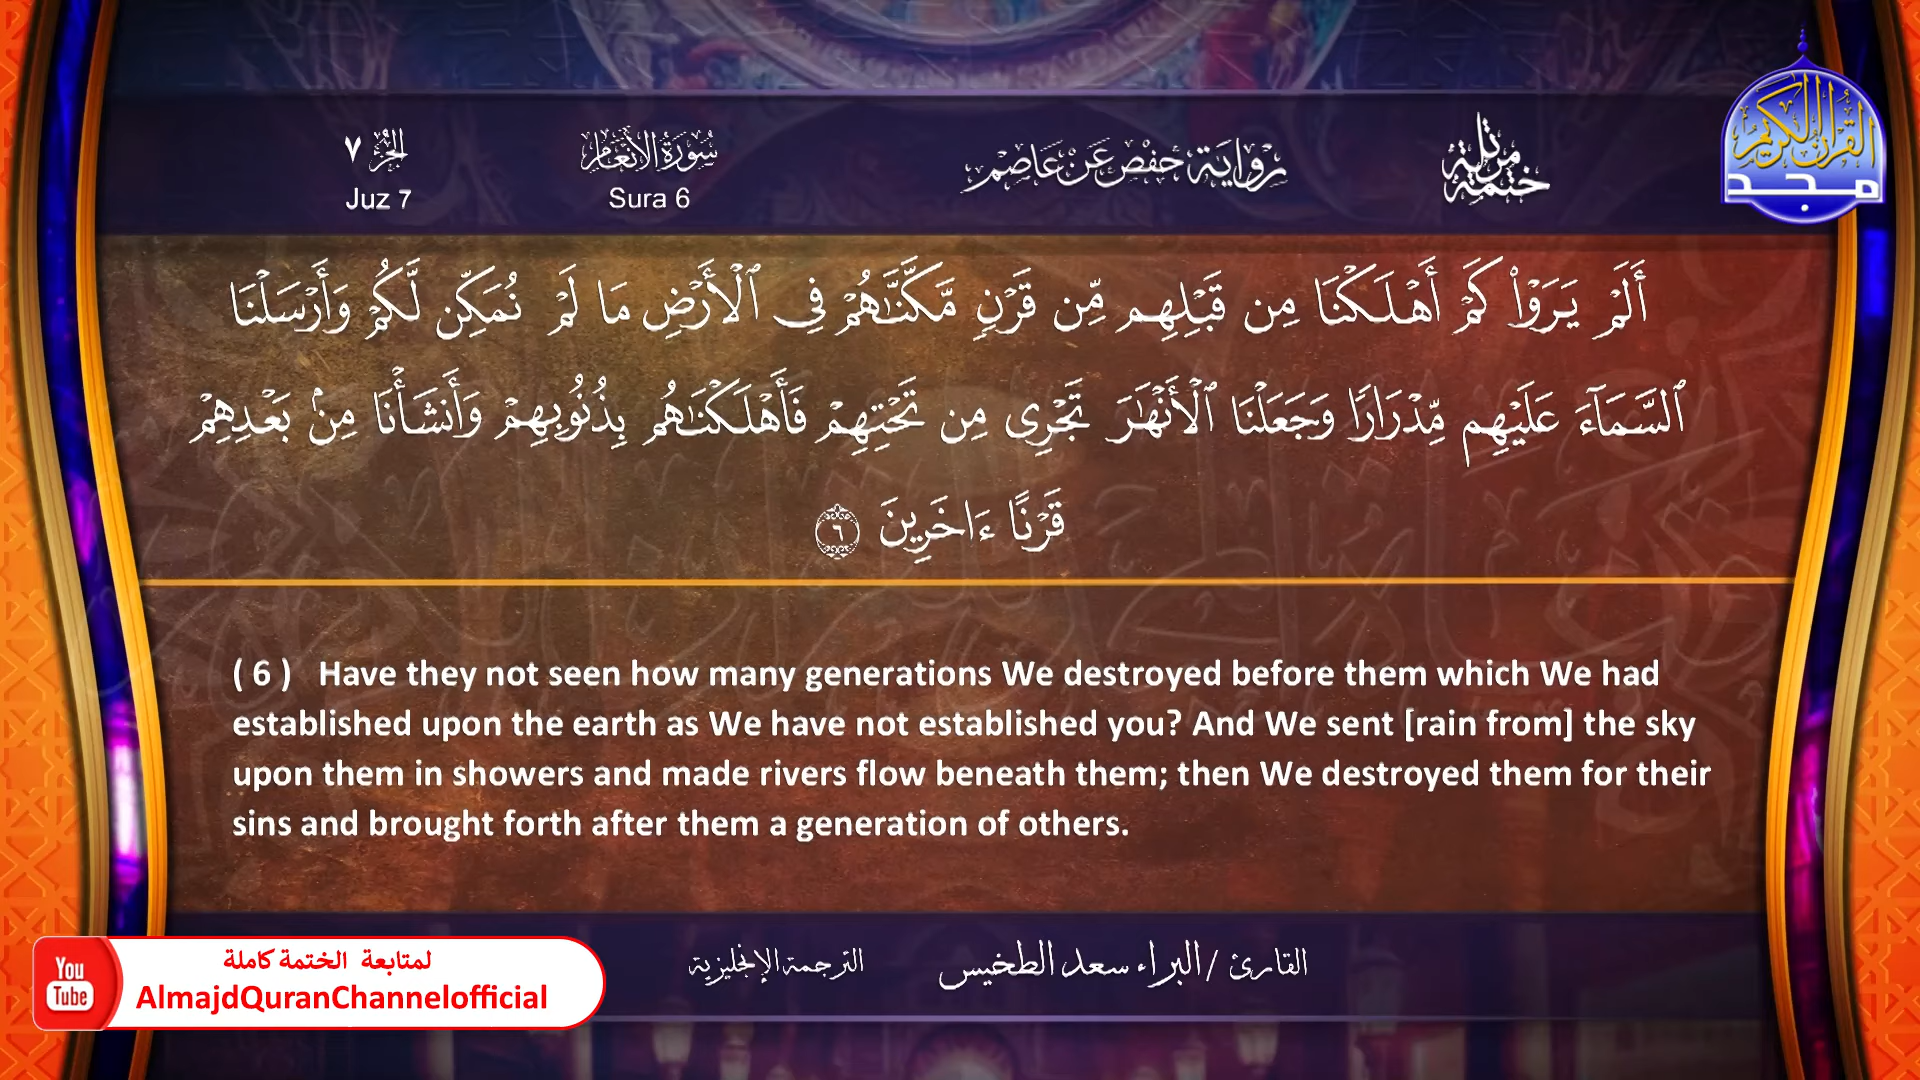 الجزء ٧
Juz 7
سورة الأنعام
Sura 6
رواية حفص عن عاصم
ختمة مرتلة
القرآن الكريم
مجد
أَلَمْ يَرَوْا۟ كَمْ أَهْلَكْنَا مِن قَبْلِهِم مِّن قَرْنٍ مَّكَّنَّـٰهُمْ فِى ٱلْأَرْضِ مَا لَمْ نُمَكِّن لَّكُمْ وَأَرْسَلْنَا
ٱلسَّمَآءَ عَلَيْهِم مِّدْرَارًا وَجَعَلْنَا ٱلْأَنْهَـٰرَ تَجْرِى مِن تَحْتِهِمْ فَأَهْلَكْنَـٰهُم بِذُنُوبِهِمْ وَأَنشَأْنَا مِنۢ بَعْدِهِمْ
قَرْنًا ءَاخَرِينَ ٦
( 6 ) Have they not seen how many generations We destroyed before them which We had
established upon the earth as We have not established you? And We sent [rain from] the sky
upon them in showers and made rivers flow beneath them; then We destroyed them for their
sins and brought forth after them a generation of others.
القارئ / البراء سعد الطخيس
الترجمة الإنجليزية
You
Tube
لمتابعة الختمة كاملة
AlmajdQuranChannelofficial